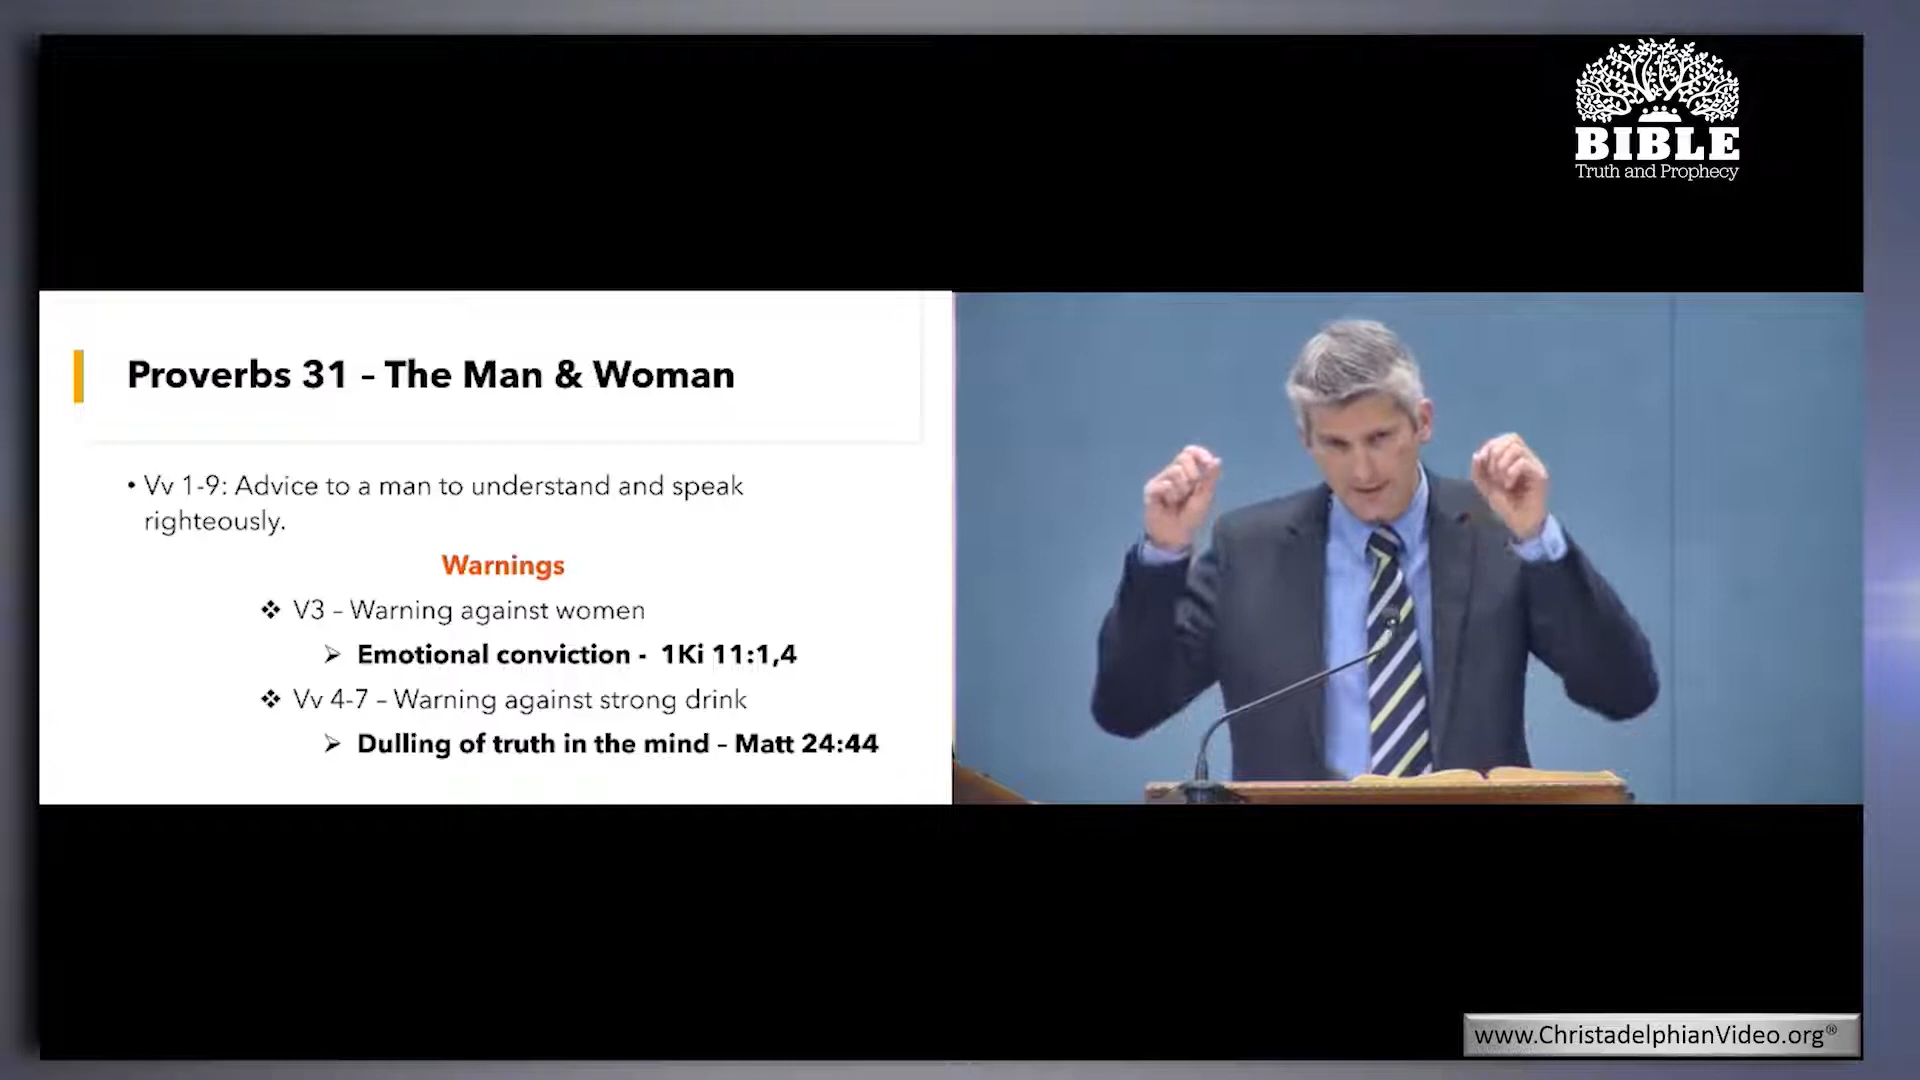 BIBLE
Truth and Prophecy
Proverbs 31 – The Man & Woman
• Vv 1-9: Advice to a man to understand and speak
righteously.
Warnings
❖ V3 – Warning against women
➢ Emotional conviction - 1Ki 11:1,4
❖ Vv 4-7 – Warning against strong drink
➢ Dulling of truth in the mind – Matt 24:44
www.ChristadelphianVideo.org®